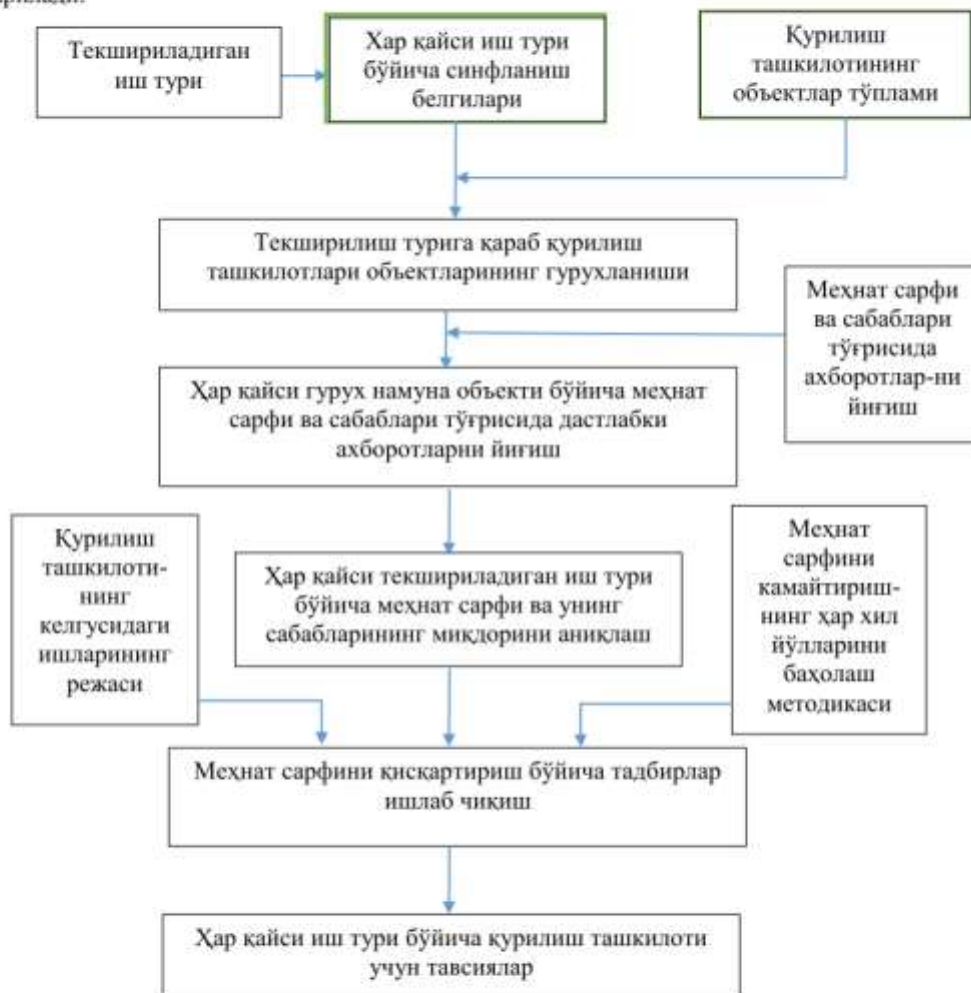 Текшириладиган
иш тури
Хар қайси иш тури
бўйича синфланиш
белгилари
Қурилиш
ташкилотининг
объектлар тўплами
Текширилиш турига қараб қурилиш
ташкилотлари объектларининг гурухланиши
Меҳнат сарфи
ва сабаблари
тўғрисида
ахборотлар-ни
йиғиш
Ҳар қайси гурух намуна объекти бўйича меҳнат
сарфи ва сабаблари тўғрисида дастлабки
ахборотларни йиғиш
Қурилиш
ташкилоти-
нинг
келгусидаги
ишларининг
режаси
Ҳар қайси текшириладиган иш тури
бўйича меҳнат сарфи ва унинг
сабабларининг миқдорини аниқлаш
Меҳнат
сарфини
камайтириш-
нинг ҳар хил
йўлларини
баҳолаш
методикаси
Меҳнат сарфини қисқартириш бўйича тадбирлар
ишлаб чиқиш
Ҳар қайси иш тури бўйича қурилиш ташкилоти
учун тавсиялар